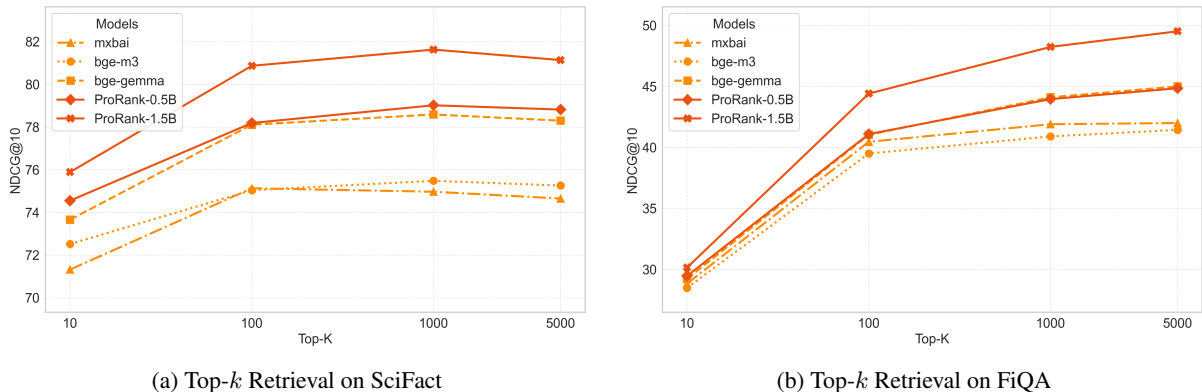 Models
mxbai
bge-m3
bge-gemma
ProRank-0.5B
ProRank-1.5B
82
80
78
76
74
72
70
NDCG@10
10
100
1000
5000
Top-K
(a) Top-k Retrieval on SciFact
Models
mxbai
bge-m3
bge-gemma
ProRank-0.5B
ProRank-1.5B
50
45
40
35
30
NDCG@10
10
100
1000
5000
Top-K
(b) Top-k Retrieval on FiQA